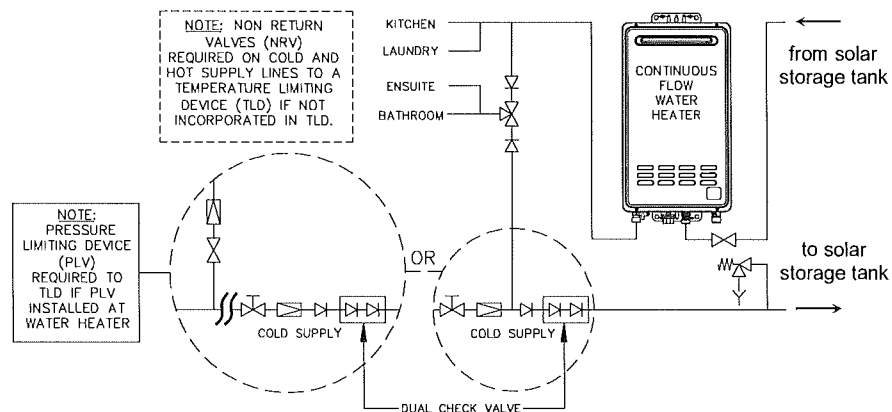 NOTE: NON RETURN
VALVES (NRV)
REQUIRED ON COLD AND
HOT SUPPLY LINES TO A
TEMPERATURE LIMITING
DEVICE (TLD) IF NOT
INCORPORATED IN TLD.
KITCHEN
LAUNDRY
ENSUITE
BATHROOM
CONTINUOUS
FLOW
WATER
HEATER
from solar
storage tank
NOTE:
PRESSURE
LIMITING DEVICE
(PLV)
REQUIRED TO
TLD IF PLV
INSTALLED AT
WATER HEATER
OR
to solar
storage tank
COLD SUPPLY
COLD SUPPLY
DUAL CHECK VALVE